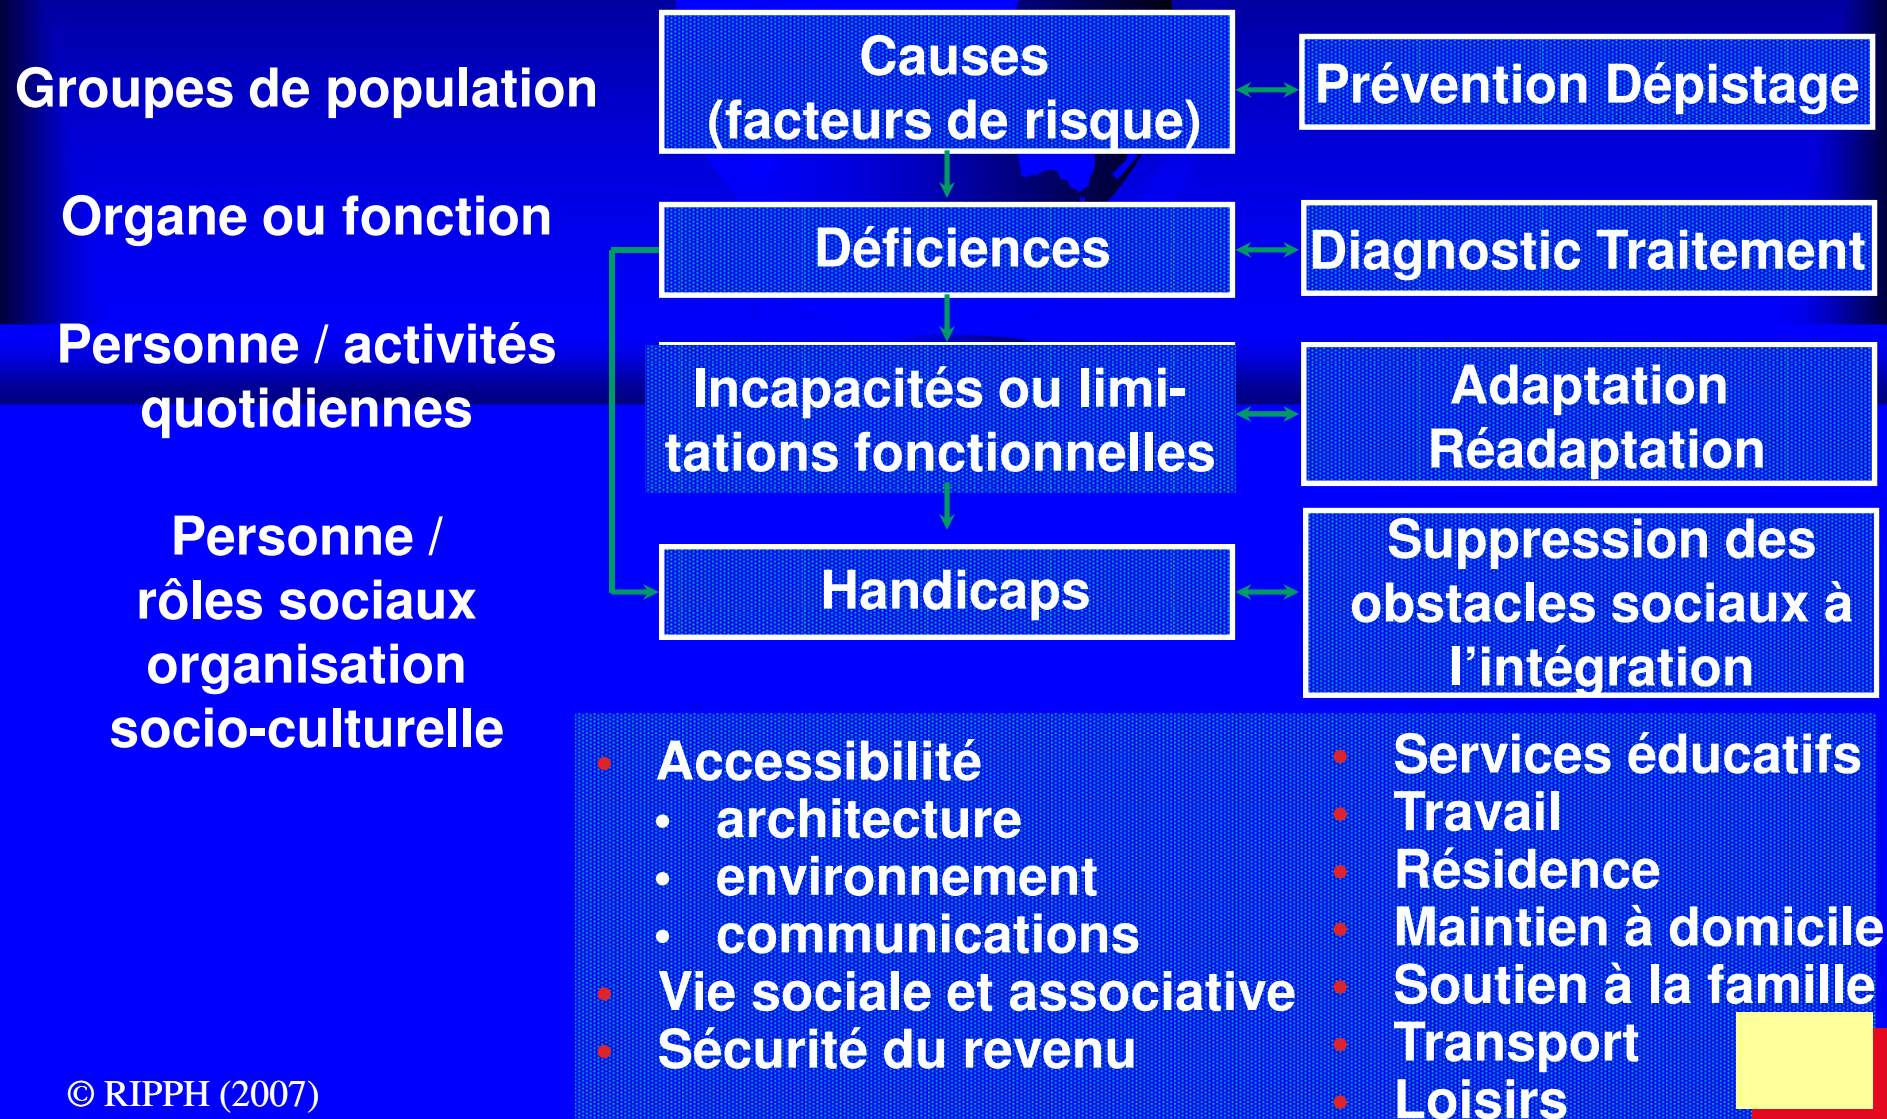 Groupes de population
Causes
(facteurs de risque)
Prévention Dépistage
Organe ou fonction
Déficiences
Diagnostic Traitement
Personne / activités
quotidiennes
Incapacités ou limi-
tations fonctionnelles
Adaptation
Réadaptation
Personne /
rôles sociaux
organisation
socio-culturelle
Handicaps
Suppression des
obstacles sociaux à
l’intégration
• Accessibilité
• architecture
• environnement
• communications
• Vie sociale et associative
• Sécurité du revenu
• Services éducatifs
• Travail
• Résidence
• Maintien à domicile
• Soutien à la famille
• Transport
• Loisirs
© RIPPH (2007)